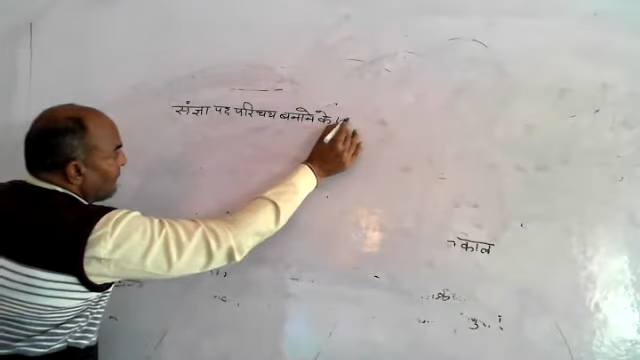 संज्ञा पद परिचय बनाने के
काल